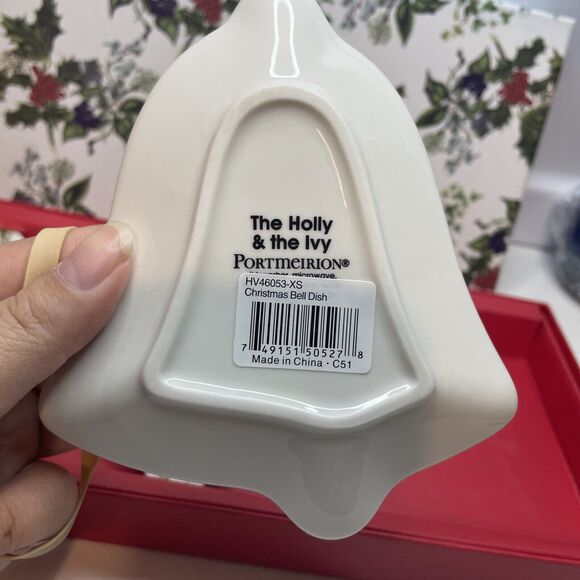 The Holly
& the Ivy
PORTMEIRION®
microwave,
HV46053-XS
Christmas Bell Dish
7 49151 50527 8
Made in China · C51